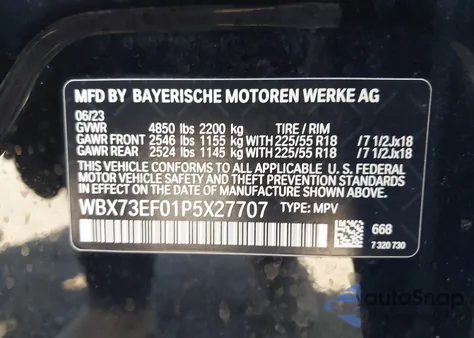 MFD BY BAYERISCHE MOTOREN WERKE AG
06/23
GVWR 4850 lbs 2200 kg TIRE / RIM
GAWR FRONT 2546 lbs 1155 kg WITH 225/55 R18 /7 1/2Jx18
GAWR REAR 2524 lbs 1145 kg WITH 225/55 R18 /7 1/2Jx18
THIS VEHICLE CONFORMS TO ALL APPLICABLE U.S. FEDERAL
MOTOR VEHICLE SAFETY, BUMPER, AND THEFT PREVENTION
STANDARDS IN EFFECT ON THE DATE OF MANUFACTURE SHOWN ABOVE.
WBX73EF01P5X27707 TYPE: MPV
668
7 320 730
autoSnap